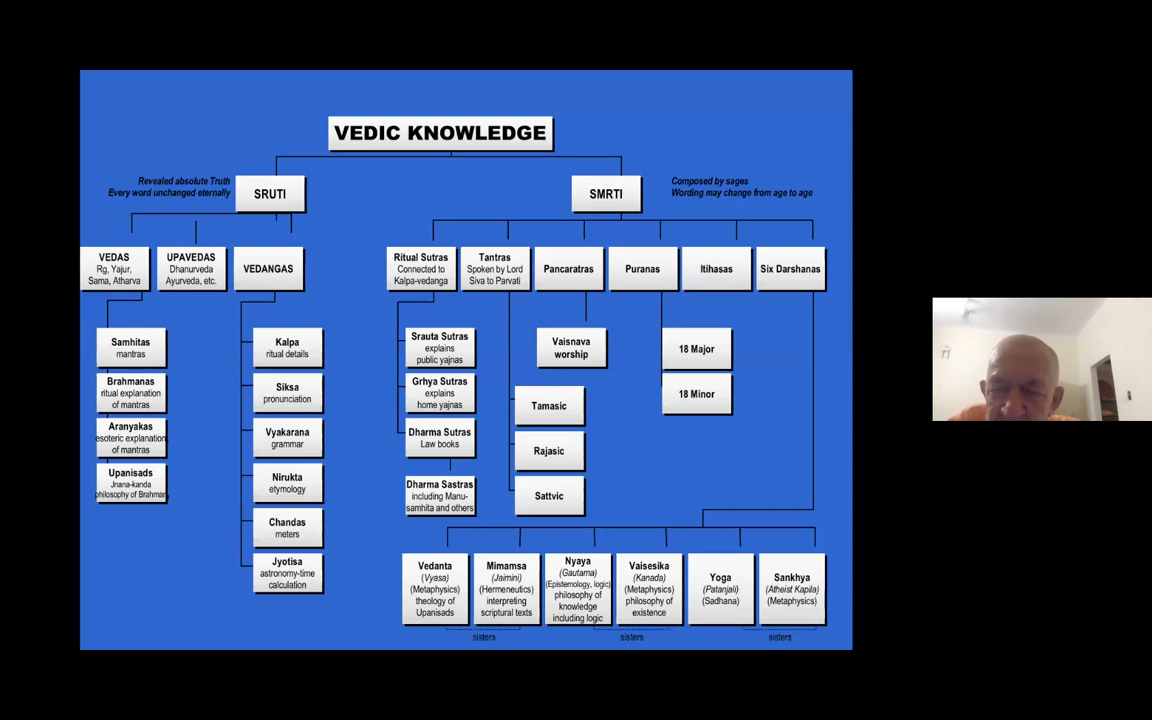 VEDIC KNOWLEDGE
Revealed absolute Truth
Every word unchanged eternally
SRUTI
SMRTI
Composed by sages
Wording may change from age to age
VEDAS
Rg, Yajur,
Sama, Atharva
UPAVEDAS
Dhanurveda
Ayurveda, etc.
VEDANGAS
Ritual Sutras
Connected to
Kalpa-vedanga
Tantras
Spoken by Lord
Siva to Parvati
Pancaratras
Puranas
Itihasas
Six Darshanas
Samhitas
mantras
Brahmanas
ritual explanation
of mantras
Aranyakas
esoteric explanation
of mantras
Upanisads
Jnana-kanda
philosophy of Brahman
Kalpa
ritual details
Siksa
pronunciation
Vyakarana
grammar
Nirukta
etymology
Chandas
meters
Jyotisa
astronomy-time
calculation
Srauta Sutras
explains
public yajnas
Grhya Sutras
explains
home yajnas
Dharma Sutras
Law books
Dharma Sastras
including Manu-
samhita and others
Tamasic
Rajasic
Sattvic
Vaisnava
worship
18 Major
18 Minor
Vedanta
(Vyasa)
(Metaphysics)
theology of
Upanisads
Mimamsa
(Jaimini)
(Hermeneutics)
interpreting
scriptural texts
Nyaya
(Gautama)
(Epistemology, logic)
philosophy of
knowledge
including logic
Vaisesika
(Kanada)
(Metaphysics)
philosophy of
existence
Yoga
(Patanjali)
(Sadhana)
Sankhya
(Atheist Kapila)
(Metaphysics)
sisters
sisters
sisters